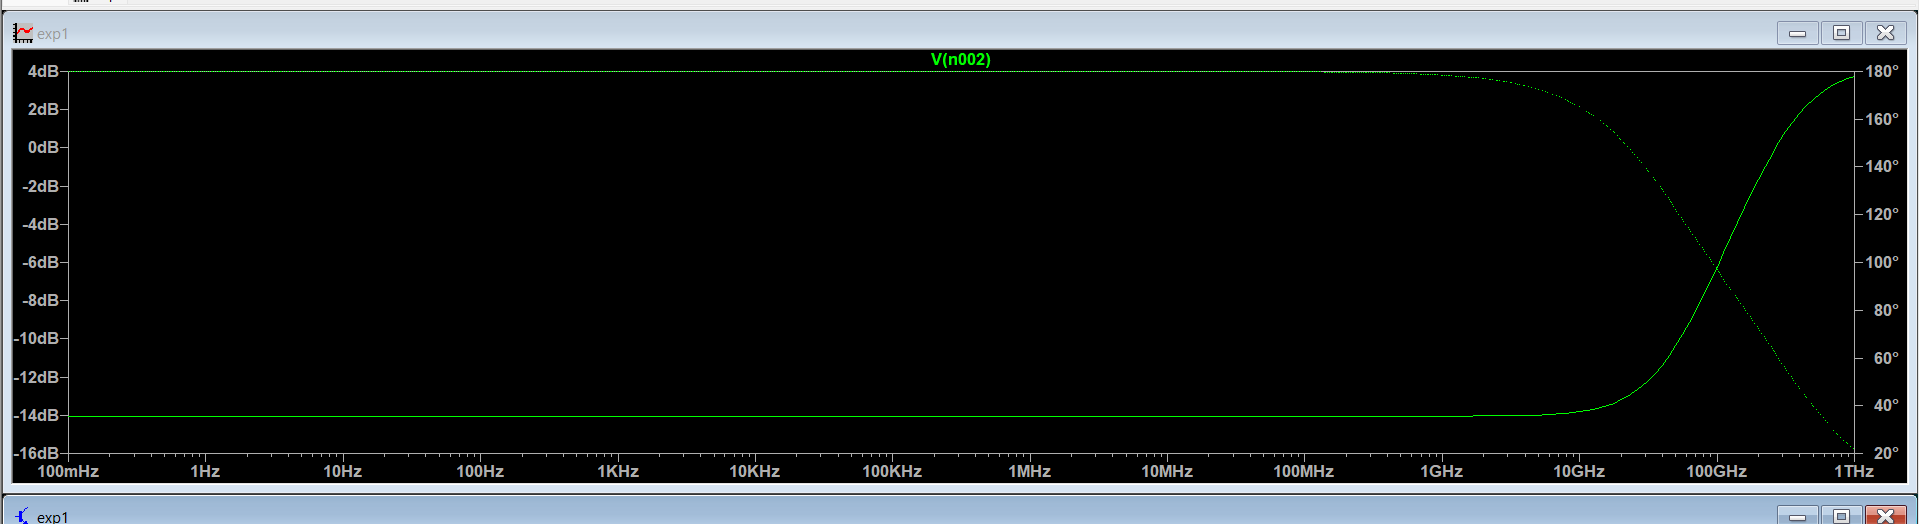 exp1
V(n002)
4dB
2dB
0dB
-2dB
-4dB
-6dB
-8dB
-10dB
-12dB
-14dB
-16dB
180°
160°
140°
120°
100°
80°
60°
40°
20°
100mHz 1Hz 10Hz 100Hz 1KHz 10KHz 100KHz 1MHz 10MHz 100MHz 1GHz 10GHz 100GHz 1THz
exp1